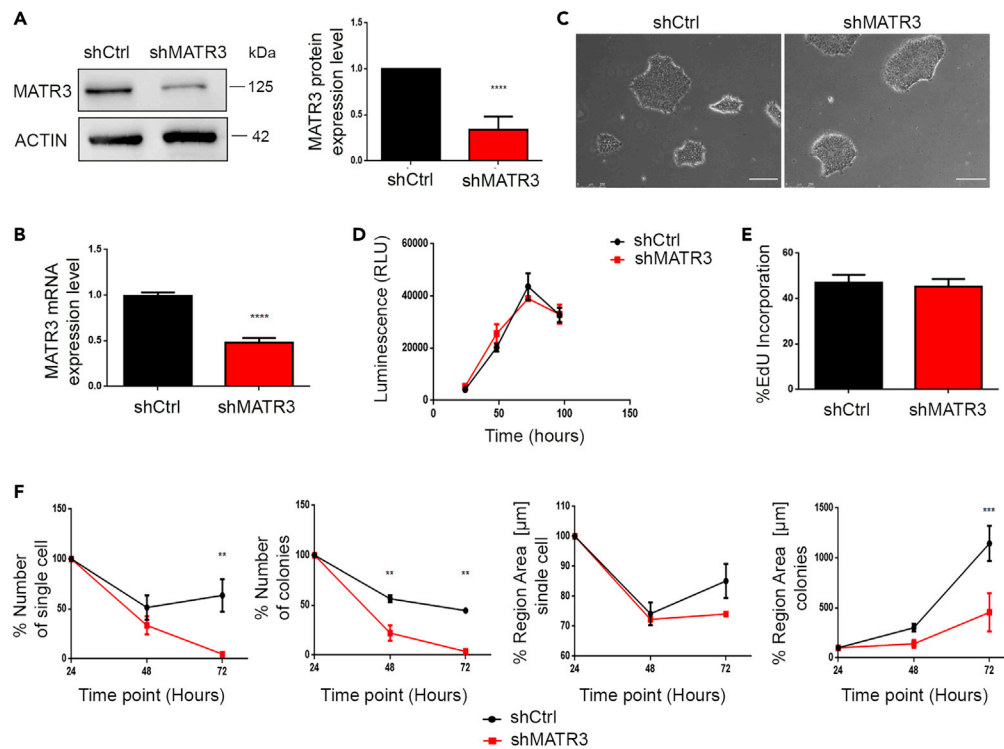 A
shCtrl shMATR3 kDa
MATR3 125
ACTIN 42
MATR3 protein
expression level
1.5
1.0
0.5
0.0
****
shCtrl shMATR3
C
shCtrl shMATR3
B
MATR3 mRNA
expression level
1.5
1.0
0.5
0.0
****
shCtrl shMATR3
D
Luminescence (RLU)
60000
40000
20000
0
0 50 100 150
Time (hours)
shCtrl
shMATR3
E
%EdU Incorporation
60
40
20
0
shCtrl shMATR3
F
% Number
of single cell
150
100
50
0
**
24 48 72
Time point (Hours)
% Number
of colonies
150
100
50
0
** **
24 48 72
Time point (Hours)
% Region Area [µm]
sindle cell
110
100
90
80
70
60
24 48 72
Time point (Hours)
% Region Area [µm]
colonies
1500
1000
500
0
***
24 48 72
Time point (Hours)
shCtrl
shMATR3